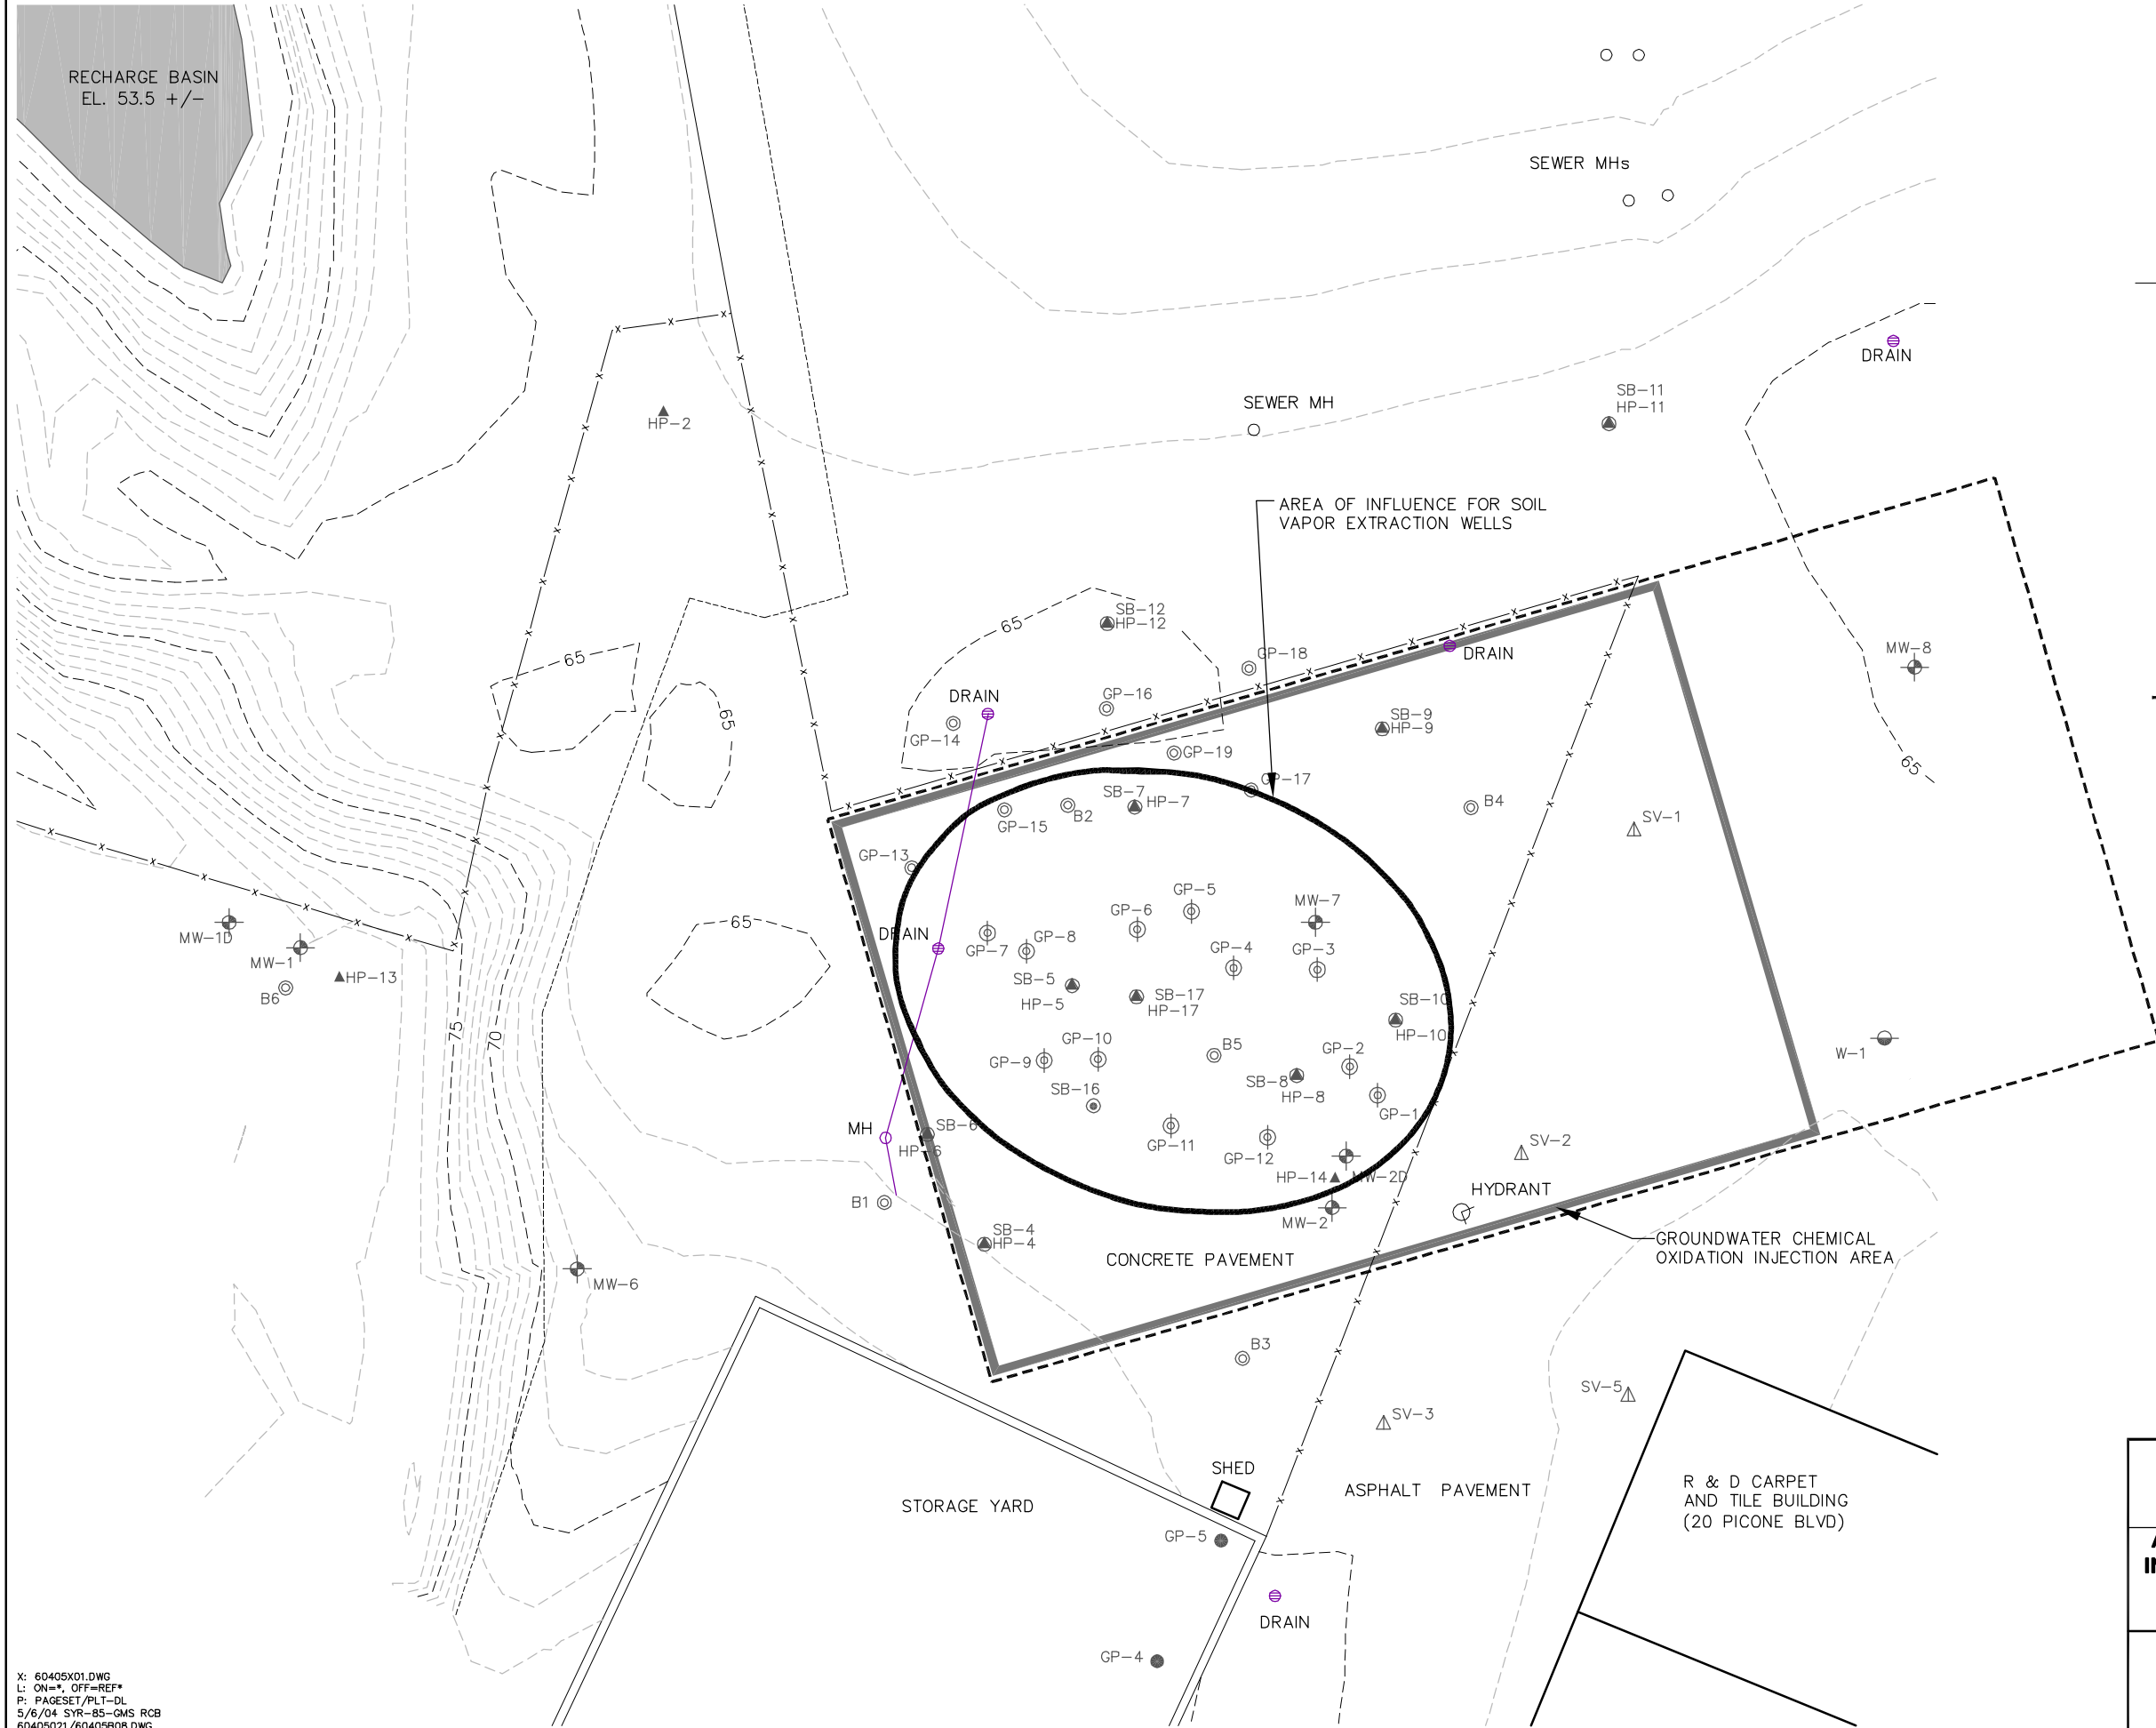 RECHARGE BASIN
EL. 53.5 +/-
SEWER MHs
DRAIN
SB-11
HP-11
SEWER MH
HP-2
AREA OF INFLUENCE FOR SOIL
VAPOR EXTRACTION WELLS
SB-12
HP-12
65
65
65
65
65
GP-18
DRAIN
MW-8
DRAIN
GP-16
GP-14
SB-9
HP-9
GP-19
GP-17
SB-7
HP-7
B2
GP-15
B4
SV-1
GP-13
GP-5
GP-6
MW-7
DRAIN
GP-7
GP-8
GP-4
GP-3
MW-1D
MW-1
HP-13
B6
SB-5
HP-5
SB-17
HP-17
SB-10
HP-10
75
70
GP-10
GP-9
B5
GP-2
W-1
SB-16
SB-8
HP-8
GP-1
MH
SB-6
HP-6
GP-11
GP-12
SV-2
HP-14
MW-2D
B1
HYDRANT
MW-2
SB-4
HP-4
CONCRETE PAVEMENT
GROUNDWATER CHEMICAL
OXIDATION INJECTION AREA
MW-6
B3
SV-5
SV-3
SHED
STORAGE YARD
ASPHALT PAVEMENT
R & D CARPET
AND TILE BUILDING
(20 PICONE BLVD)
GP-5
DRAIN
GP-4
X: 60405X01.DWG
L: ON=*, OFF=REF*
P: PAGESET/PLT-DL
5/6/04 SYR-85-GMS RCB
60405021/60405B08.DWG